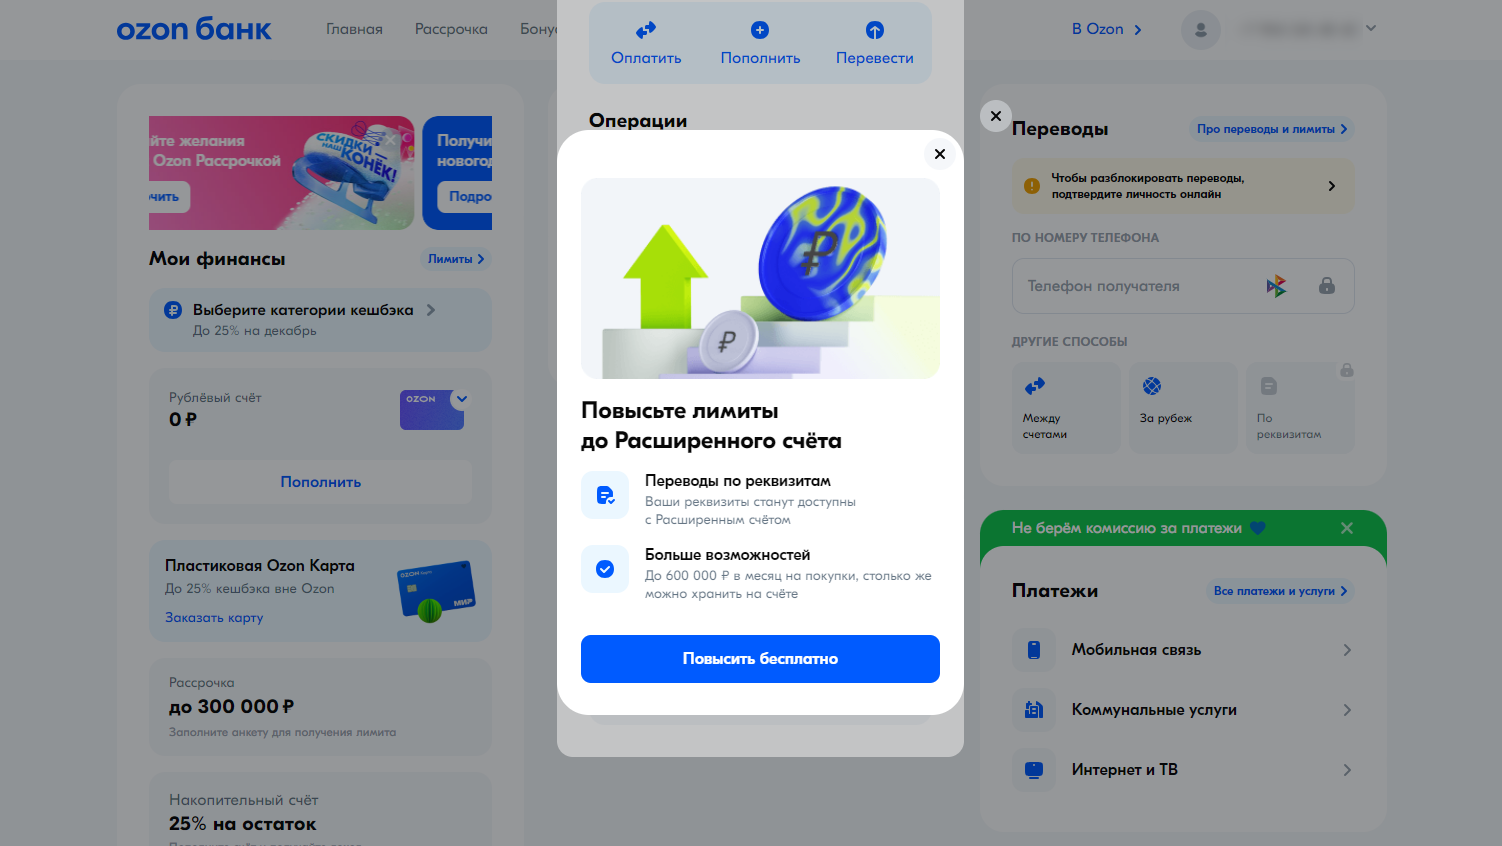 ozon банк
Главная
Рассрочка
Бонус
В Ozon
Оплатить
Пополнить
Перевести
Операции
йте желания
Ozon Рассрочкой
чить
СКИДКИ
НАШ
КОНЁК!
Получи
новогод
Подро
Мои финансы
Лимиты
Выберите категории кешбэка
До 25% на декабрь
Рублёвый счёт
0 ₽
OZON
Пополнить
Пластиковая Ozon Карта
До 25% кешбэка вне Ozon
Заказать карту
OZON
МИР
Рассрочка
до 300 000 ₽
Заполните анкету для получения лимита
Накопительный счёт
25% на остаток
₽
₽
Повысьте лимиты
до Расширенного счёта
Переводы по реквизитам
Ваши реквизиты станут доступны
с Расширенным счётом
Больше возможностей
До 600 000 ₽ в месяц на покупки, столько же
можно хранить на счёте
Повысить бесплатно
Переводы
Про переводы и лимиты
Чтобы разблокировать переводы,
подтвердите личность онлайн
ПО НОМЕРУ ТЕЛЕФОНА
Телефон получателя
ДРУГИЕ СПОСОБЫ
Между
счетами
За рубеж
По
реквизитам
Не берём комиссию за платежи
Платежи
Все платежи и услуги
Мобильная связь
Коммунальные услуги
Интернет и ТВ